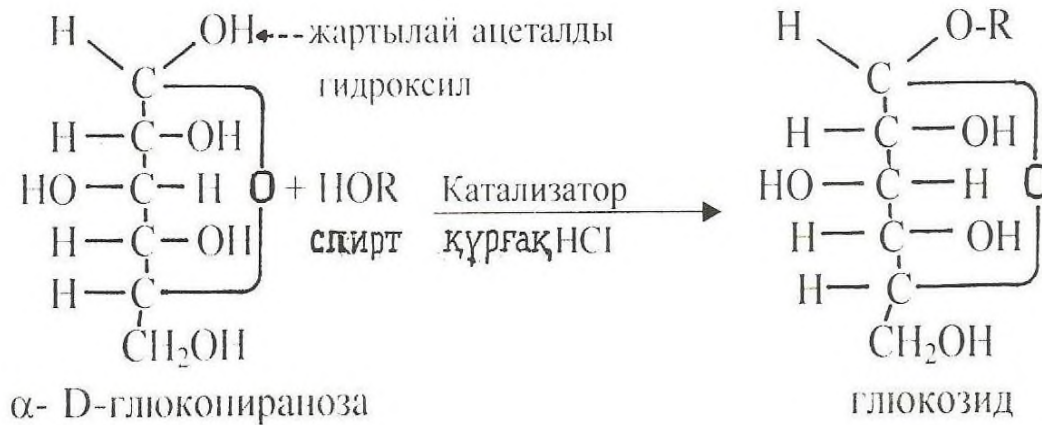 H OH жартылай ацеталды H O-R
C гидроксил C
H—C—OH H—C—OH
HO—C—H O + HOR Катализатор HO—C—H O
H—C—OH спирт құрғақ HCl H—C—OH
H—C H—C
CH₂OH CH₂OH
α- D-глюкопираноза глюкозид